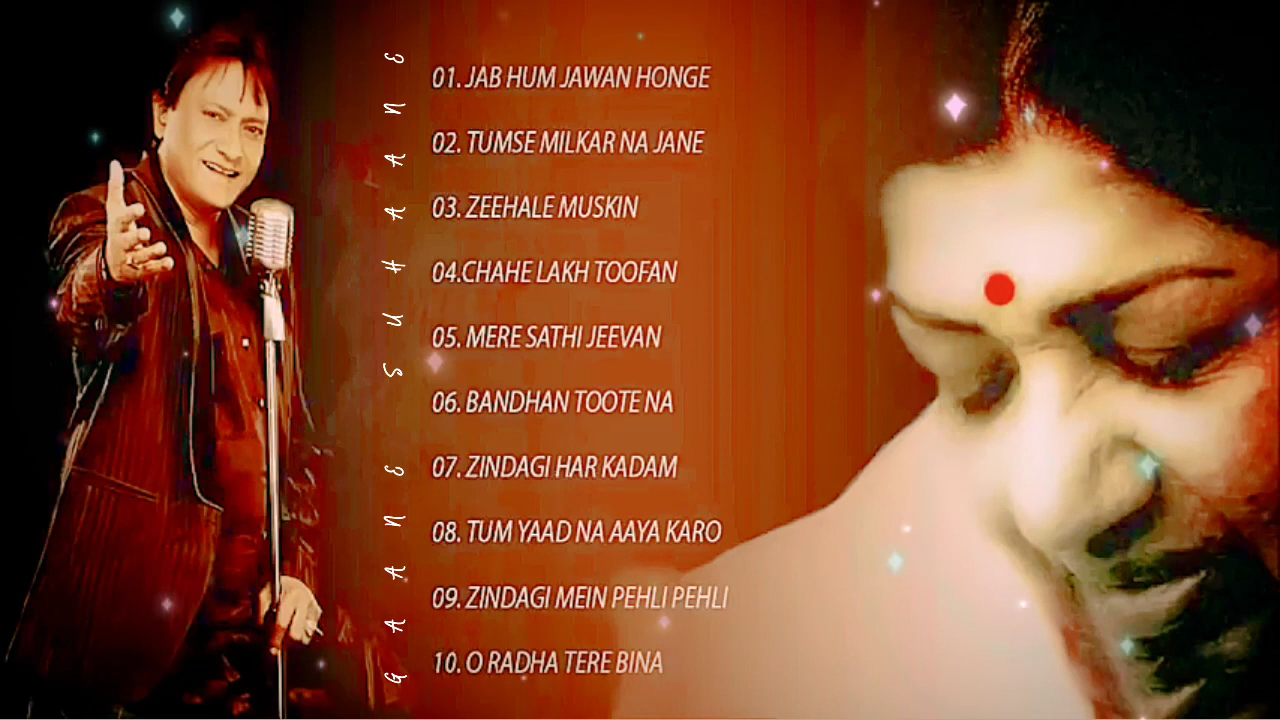 GAANE SUHAANE
01. JAB HUM JAWAN HONGE
02. TUMSE MILKAR NA JANE
03. ZEEHALE MUSKIN
04.CHAHE LAKH TOOFAN
05. MERE SATHI JEEVAN
06. BANDHAN TOOTE NA
07. ZINDAGI HAR KADAM
08. TUM YAAD NA AAYA KARO
09. ZINDAGI MEIN PEHLI PEHLI
10. O RADHA TERE BINA